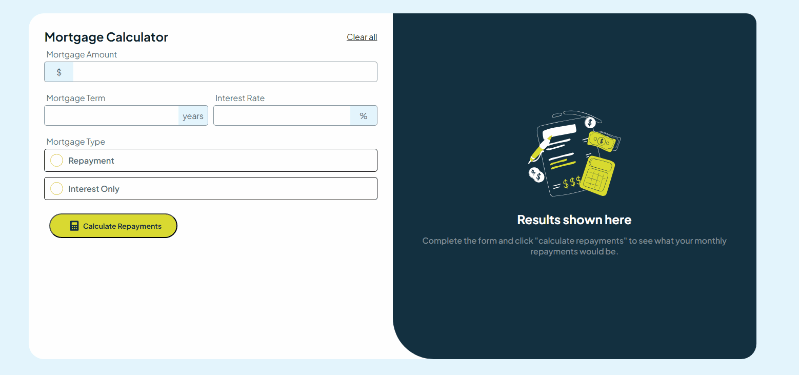 Mortgage Calculator
Clear all
Mortgage Amount
$
Mortgage Term
Interest Rate
years
%
Mortgage Type
Repayment
Interest Only
Calculate Repayments
$
$
$
$
$$$
Results shown here
Complete the form and click "calculate repayments" to see what your monthly
repayments would be.